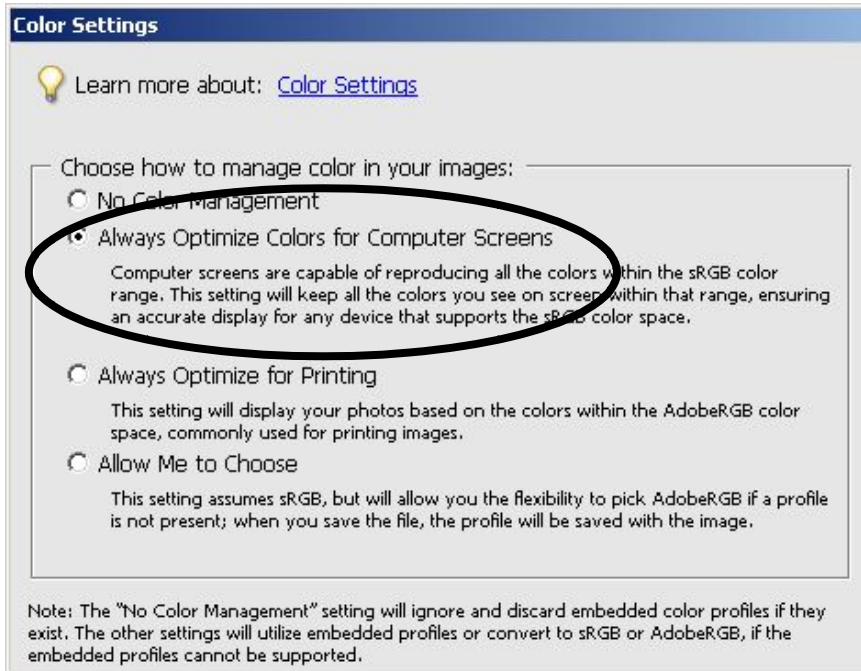 Color Settings
Learn more about: Color Settings
Choose how to manage color in your images:
No Color Management
Always Optimize Colors for Computer Screens
Computer screens are capable of reproducing all the colors within the sRGB color
range. This setting will keep all the colors you see on screen within that range, ensuring
an accurate display for any device that supports the sRGB color space.
Always Optimize for Printing
This setting will display your photos based on the colors within the AdobeRGB color
space, commonly used for printing images.
Allow Me to Choose
This setting assumes sRGB, but will allow you the flexibility to pick AdobeRGB if a profile
is not present; when you save the file, the profile will be saved with the image.
Note: The "No Color Management" setting will ignore and discard embedded color profiles if they
exist. The other settings will utilize embedded profiles or convert to sRGB or AdobeRGB, if the
embedded profiles cannot be supported.